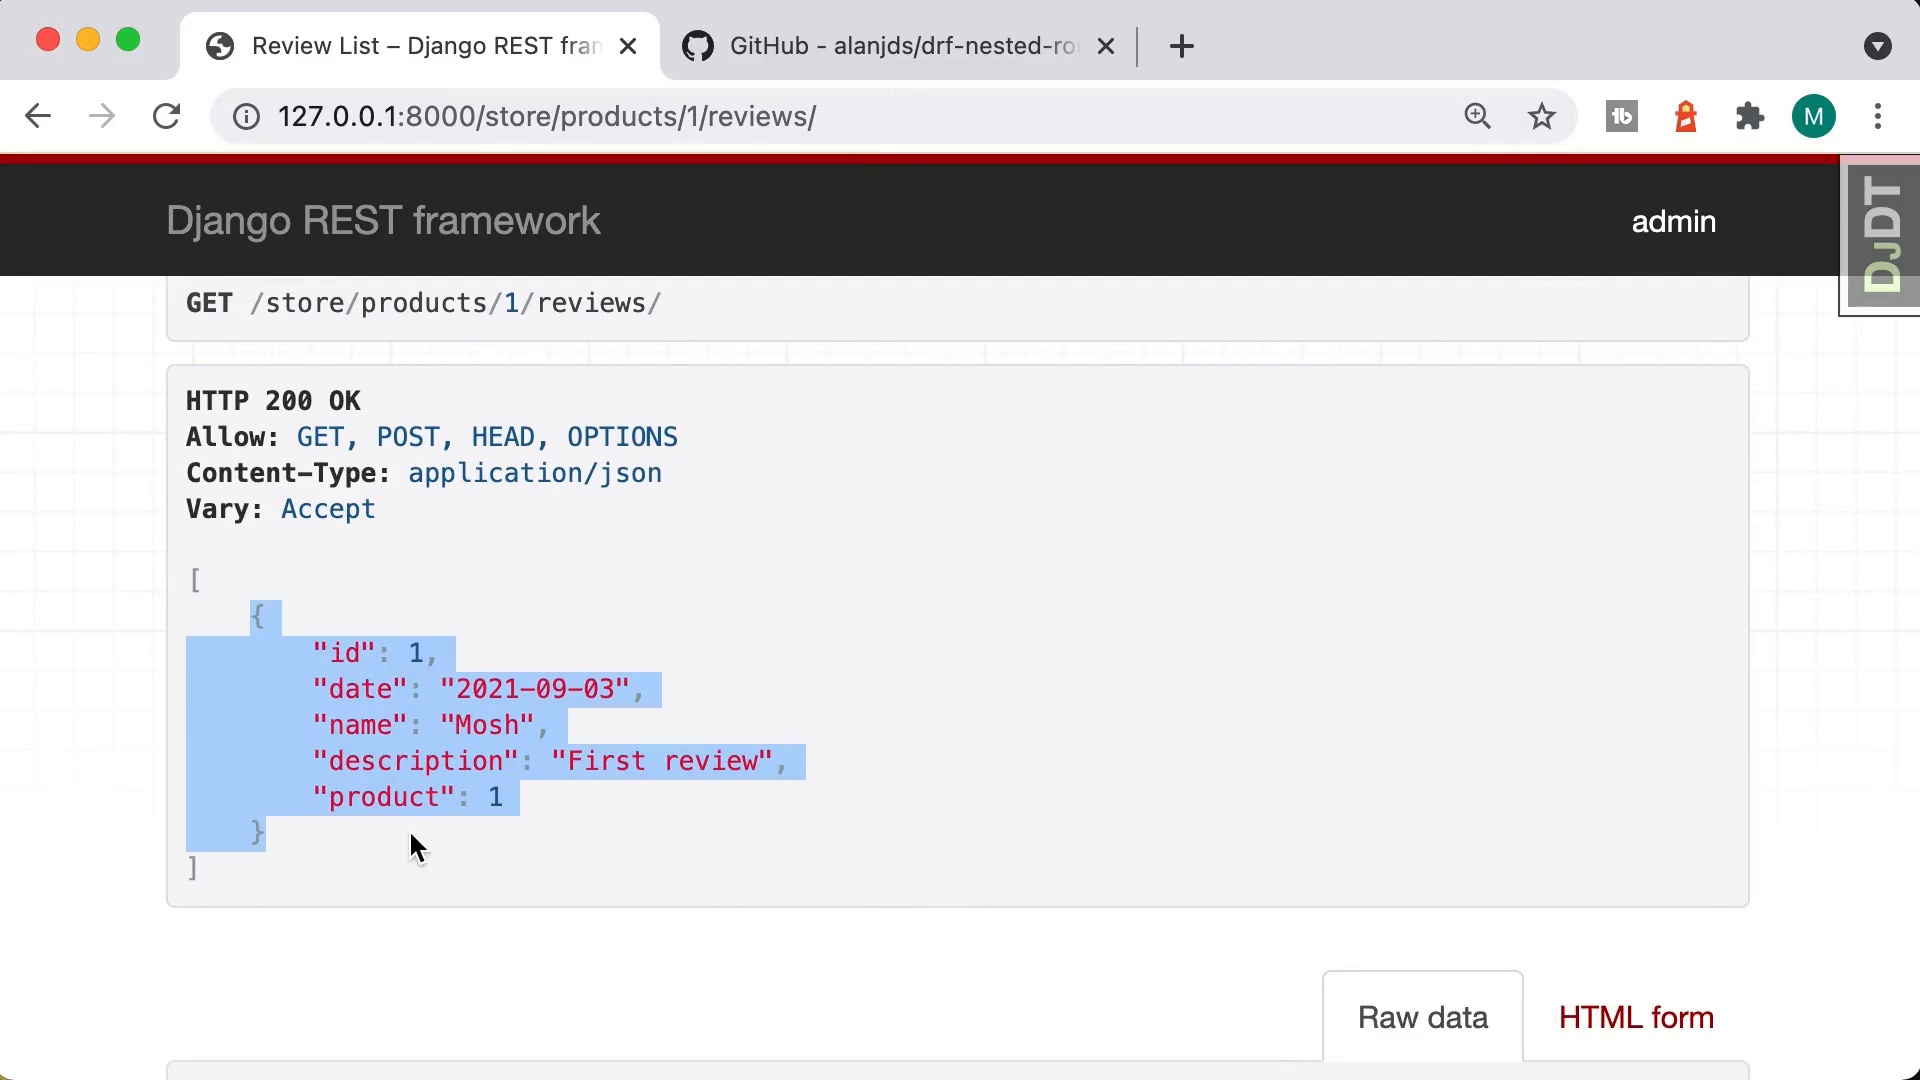 Review List – Django REST fran
GitHub - alanjds/drf-nested-rou
127.0.0.1:8000/store/products/1/reviews/
M
Django REST framework
admin
DJDT
GET /store/products/1/reviews/
HTTP 200 OK
Allow: GET, POST, HEAD, OPTIONS
Content-Type: application/json
Vary: Accept
[
{
"id": 1,
"date": "2021-09-03",
"name": "Mosh",
"description": "First review",
"product": 1
}
]
Raw data
HTML form